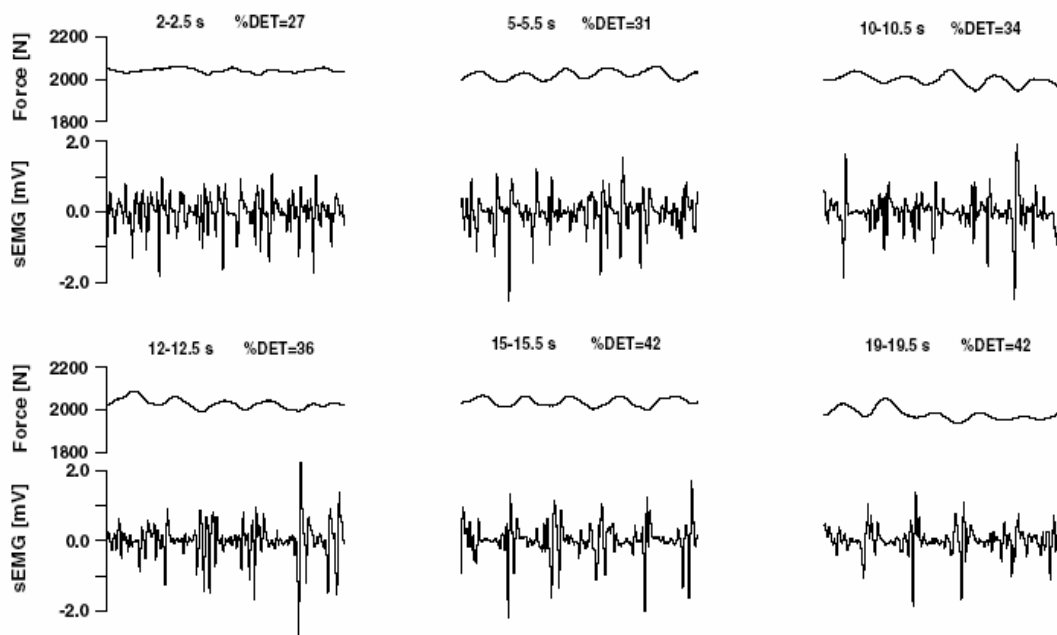 2-2.5 s %DET=27
5-5.5 s %DET=31
10-10.5 s %DET=34
Force [N]
2200
2000
1800
sEMG [mV]
2.0
0.0
-2.0
12-12.5 s %DET=36
15-15.5 s %DET=42
19-19.5 s %DET=42
Force [N]
2200
2000
1800
sEMG [mV]
2.0
0.0
-2.0